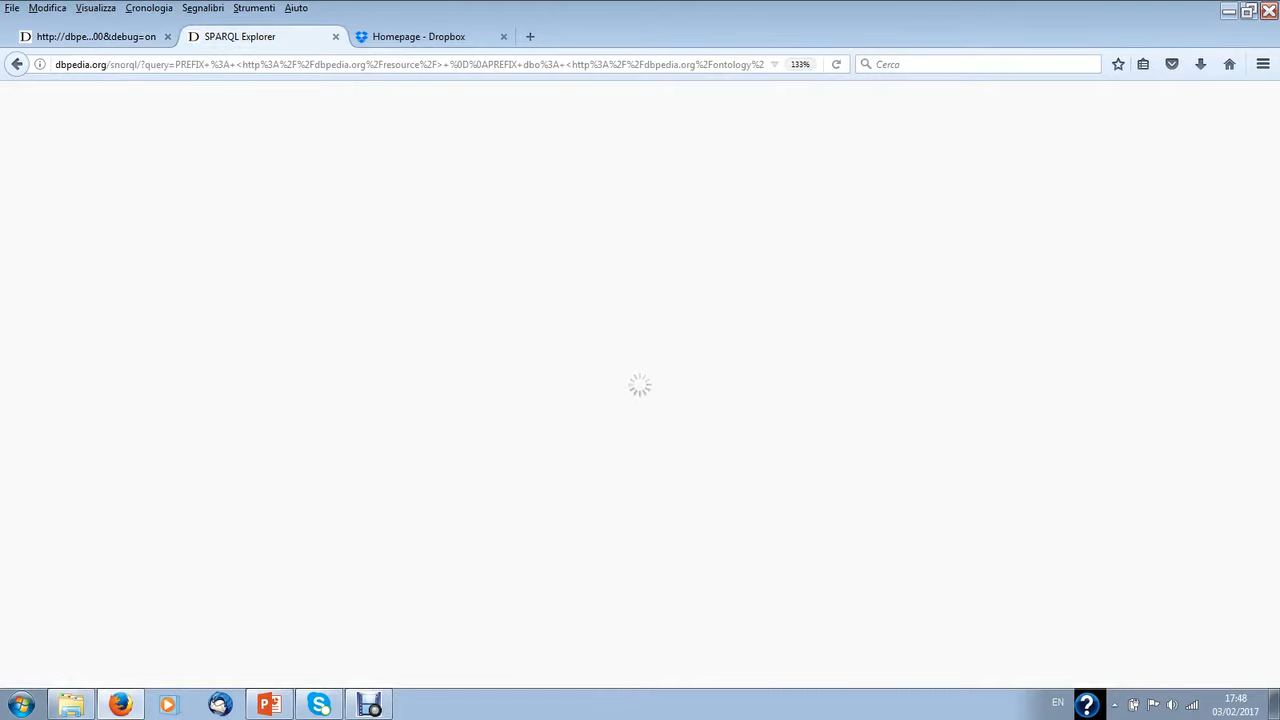 File Modifica Visualizza Cronologia Segnalibri Strumenti Aiuto
D http://dbpe...00&debug=on D SPARQL Explorer Homepage - Dropbox
dbpedia.org/snorql/?query=PREFIX+%3A+<http%3A%2F%2Fdbpedia.org%2Fresource%2F>+%0D%0APREFIX+dbo%3A+<http%3A%2F%2Fdbpedia.org%2Fontology%2 133% Cerca
EN
17:48
03/02/2017